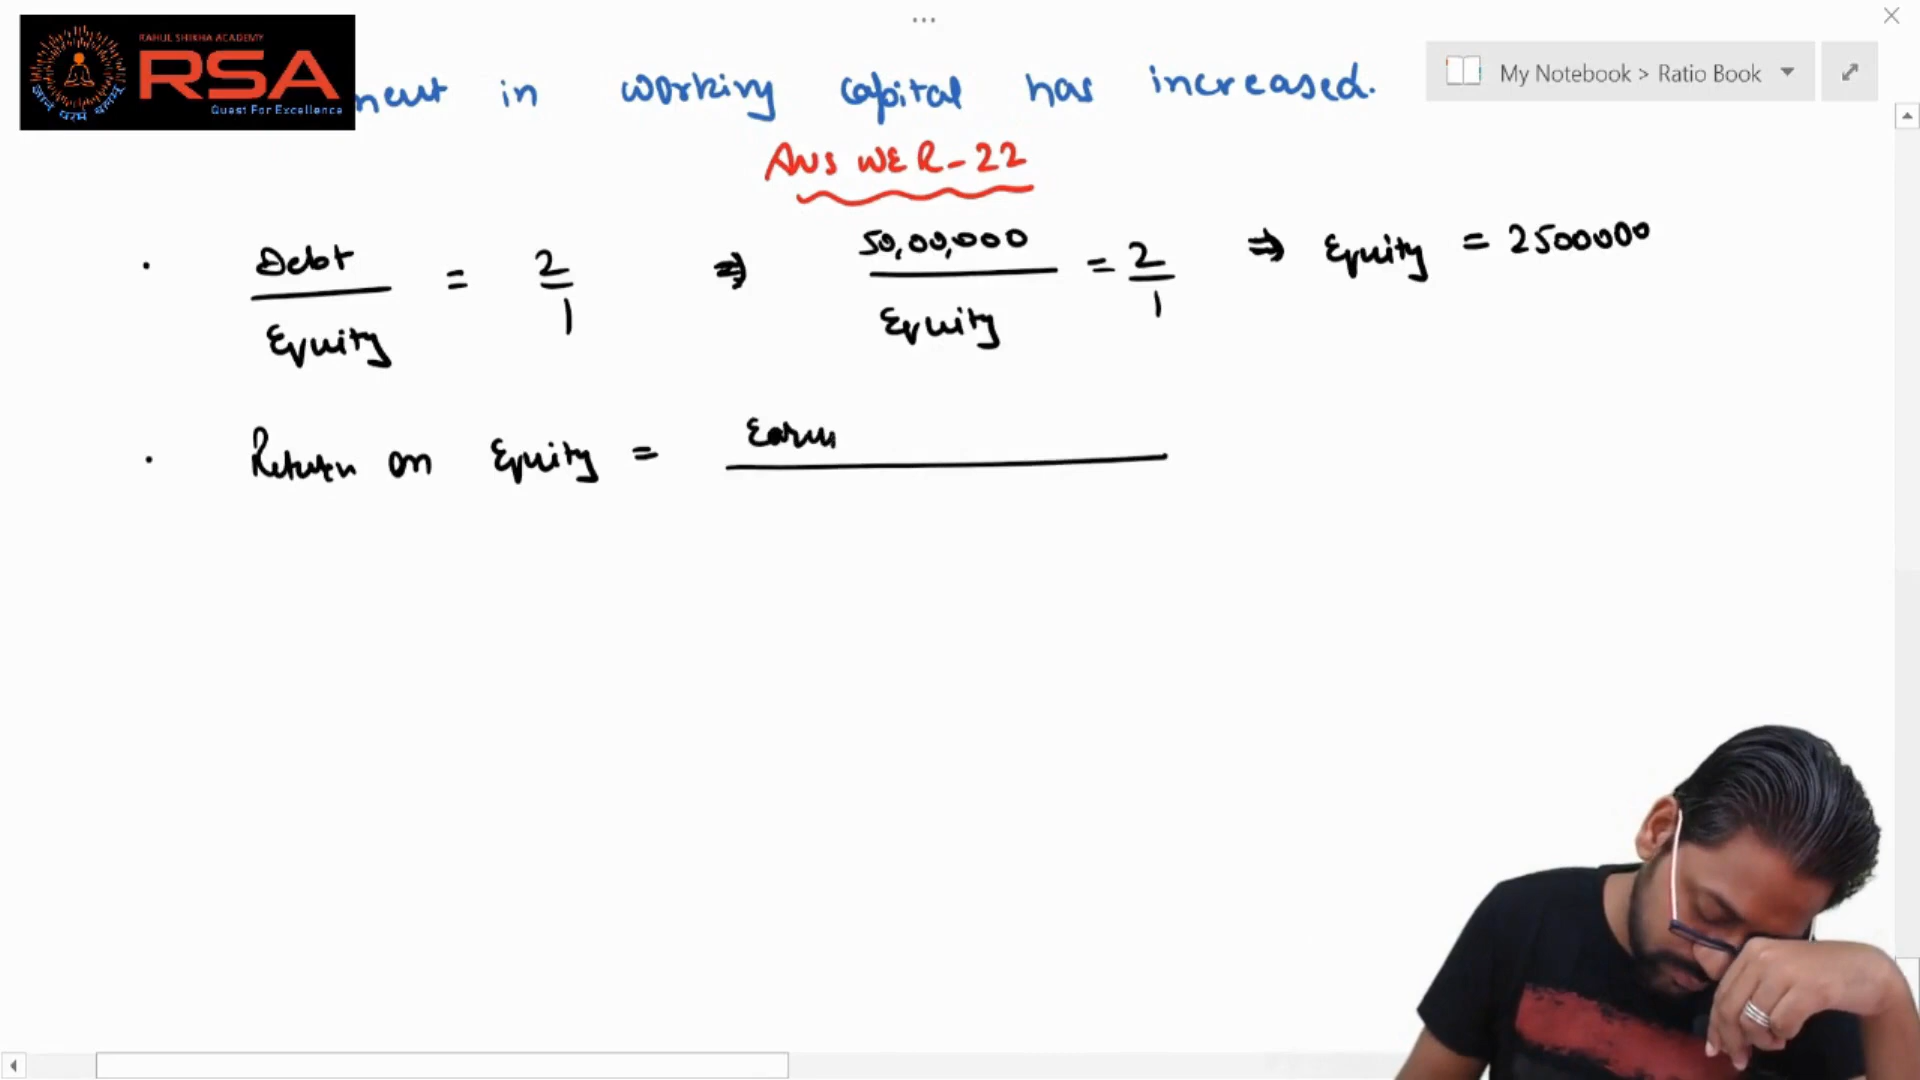 RAHUL SHIKHA ACADEMY
RSA
Quest For Excellence
in working capital has increased.
My Notebook > Ratio Book
ANSWER-22
. Debt / Equity = 2 / 1 ⇒ 50,00,000 / Equity = 2 / 1 ⇒ Equity = 2500000
. Return on Equity = Earn